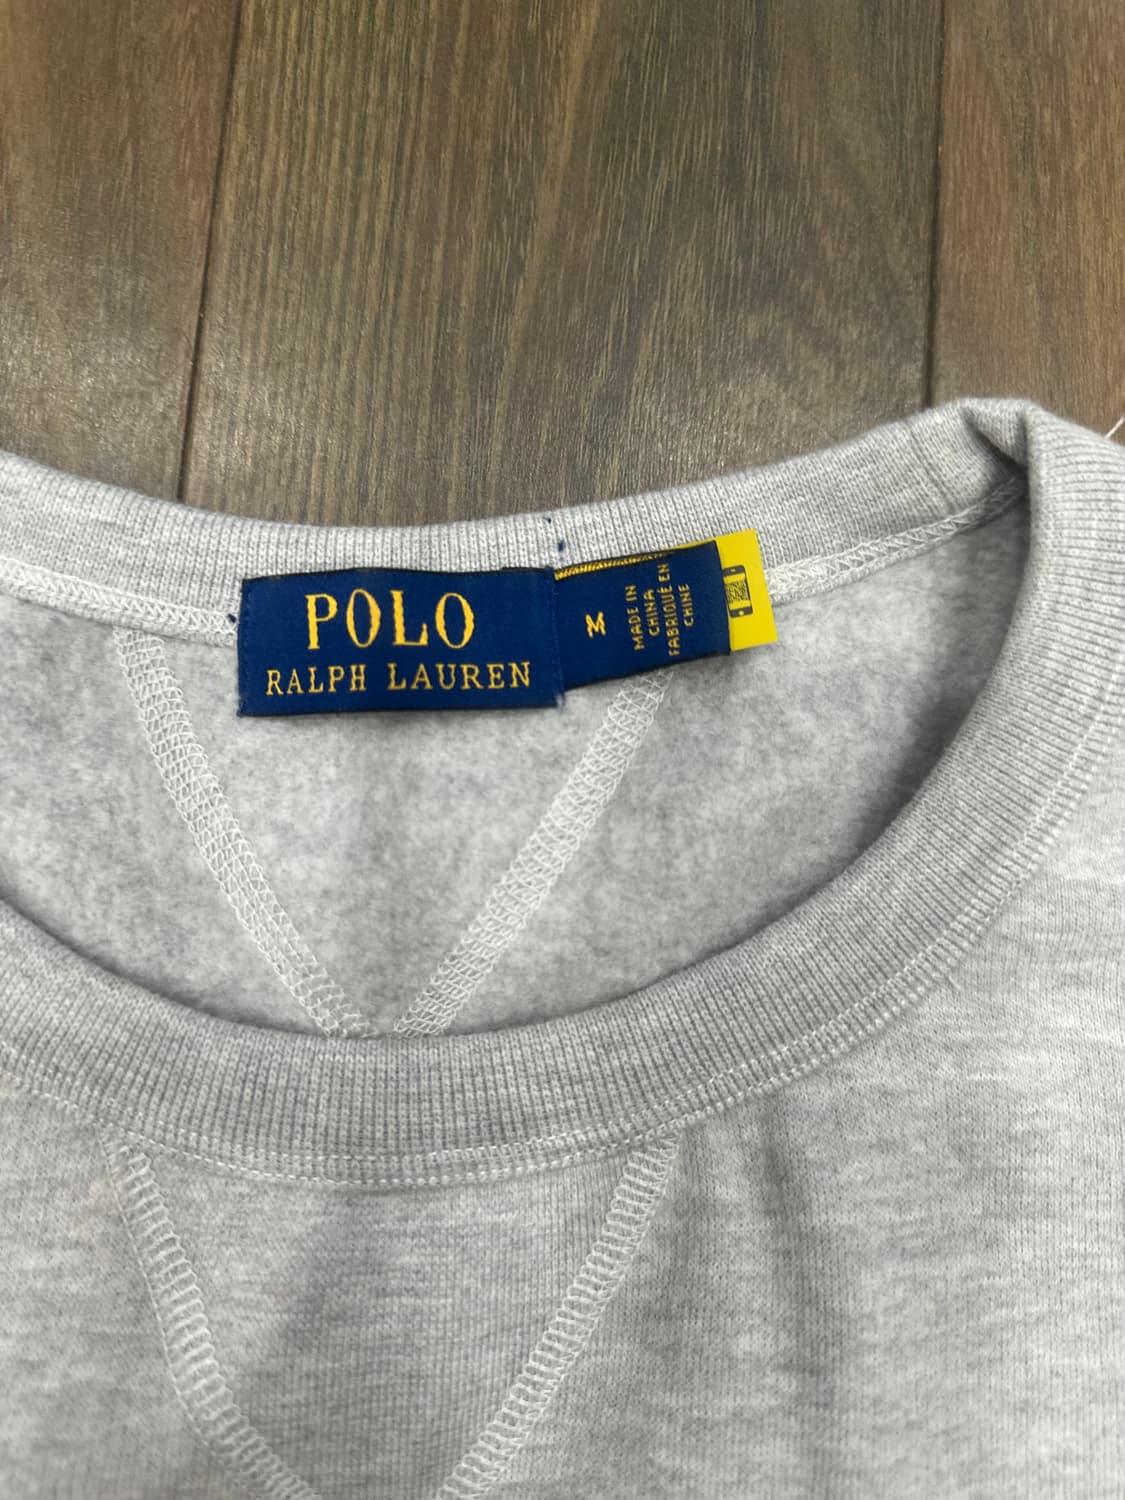 POLO
RALPH LAUREN
M
MADE IN
CHINA
FABRIQUÉ EN
CHINE